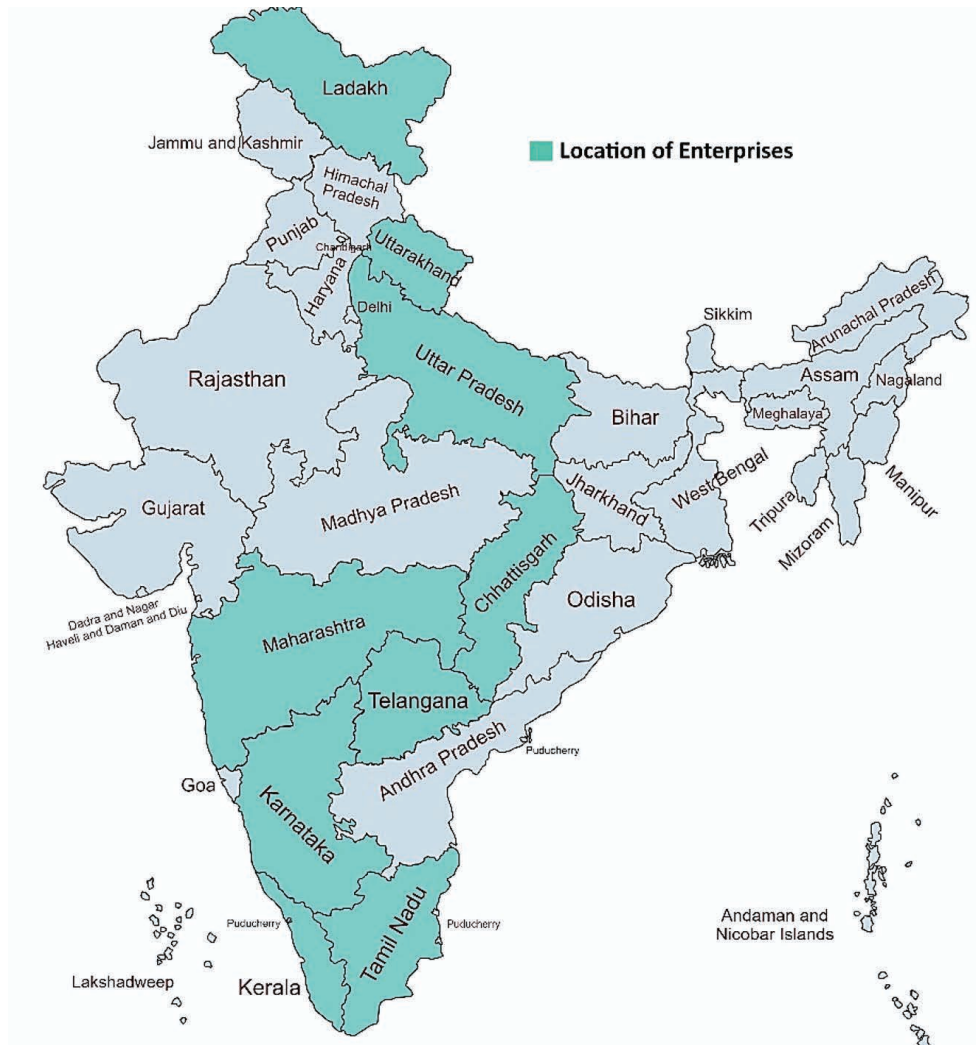 Ladakh
Jammu and Kashmir
Location of Enterprises
Himachal
Pradesh
Punjab
Chandigarh
Uttarakhand
Haryana
Delhi
Sikkim
Arunachal Pradesh
Rajasthan
Uttar Pradesh
Assam
Nagaland
Bihar
Meghalaya
Gujarat
Madhya Pradesh
Jharkhand
West Bengal
Tripura
Manipur
Mizoram
Chhattisgarh
Odisha
Dadra and Nagar
Haveli and Daman and Diu
Maharashtra
Telangana
Andhra Pradesh
Puducherry
Goa
Karnataka
Puducherry
Tamil Nadu
Puducherry
Andaman and
Nicobar Islands
Lakshadweep
Kerala